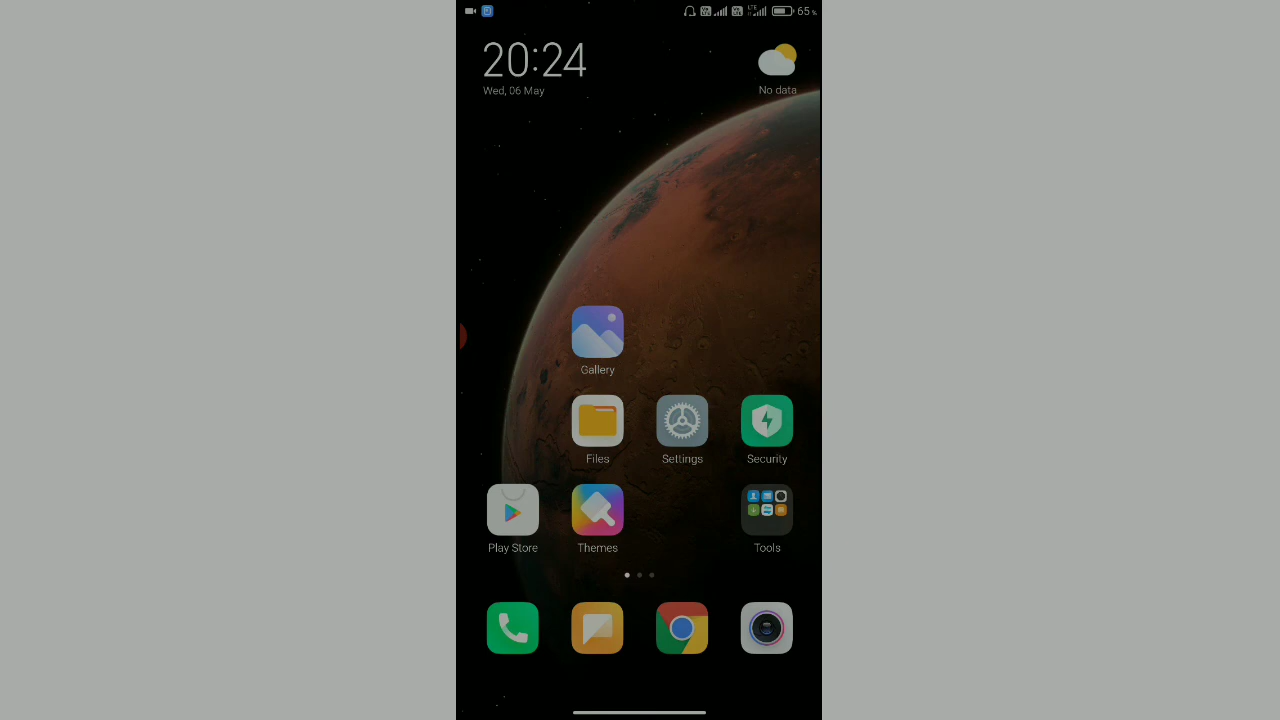 65 %
20:24
Wed, 06 May
No data
Gallery
Files
Settings
Security
Play Store
Themes
Tools